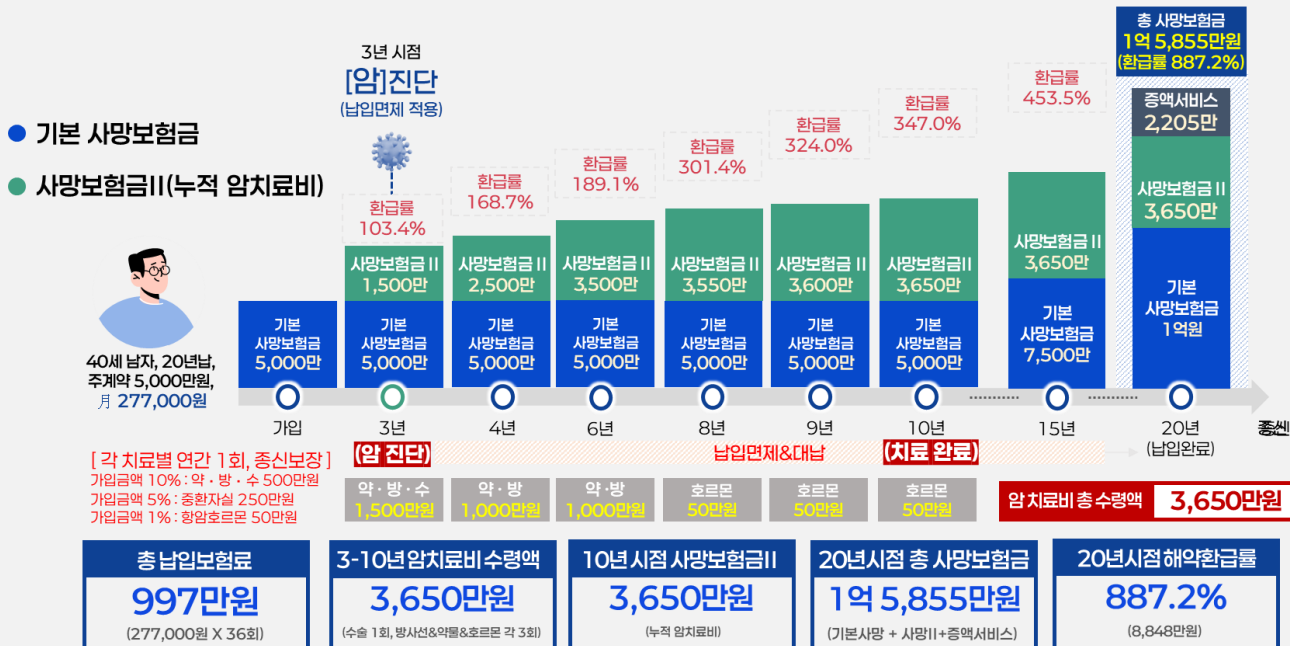 총 사망보험금
1억 5,855만원
(환급률 887.2%)
3년 시점
[암]진단
(납입면제 적용)
기본 사망보험금
사망보험금II(누적 암치료비)
환급률
103.4%
환급률
168.7%
환급률
189.1%
환급률
301.4%
환급률
324.0%
환급률
347.0%
환급률
453.5%
증액서비스
2,205만
사망보험금 II
1,500만
사망보험금 II
2,500만
사망보험금 II
3,500만
사망보험금 II
3,550만
사망보험금 II
3,600만
사망보험금II
3,650만
사망보험금 II
3,650만
사망보험금 II
3,650만
기본
사망보험금
5,000만
기본
사망보험금
5,000만
기본
사망보험금
5,000만
기본
사망보험금
5,000만
기본
사망보험금
5,000만
기본
사망보험금
5,000만
기본
사망보험금
5,000만
기본
사망보험금
7,500만
기본
사망보험금
1억원
40세 남자, 20년납,
주계약 5,000만원,
月 277,000원
가입
3년
4년
6년
8년
9년
10년
15년
20년
(납입완료)
종신
(암 진단)
납입면제&대납
(치료 완료)
[ 각 치료별 연간 1회, 종신보장 ]
가입금액 10% : 약 · 방 · 수 500만원
가입금액 5% : 중환자실 250만원
가입금액 1% : 항암호르몬 50만원
약 · 방 · 수
1,500만원
약 · 방
1,000만원
약 ·방
1,000만원
호르몬
50만원
호르몬
50만원
호르몬
50만원
암 치료비 총 수령액
3,650만원
총 납입보험료
997만원
(277,000원 X 36회)
3-10년 암치료비 수령액
3,650만원
(수술 1회, 방사선&약물&호르몬 각 3회)
10년 시점 사망보험금II
3,650만원
(누적 암치료비)
20년시점 총 사망보험금
1억 5,855만원
(기본사망 + 사망II+증액서비스)
20년시점 해약환급률
887.2%
(8,848만원)